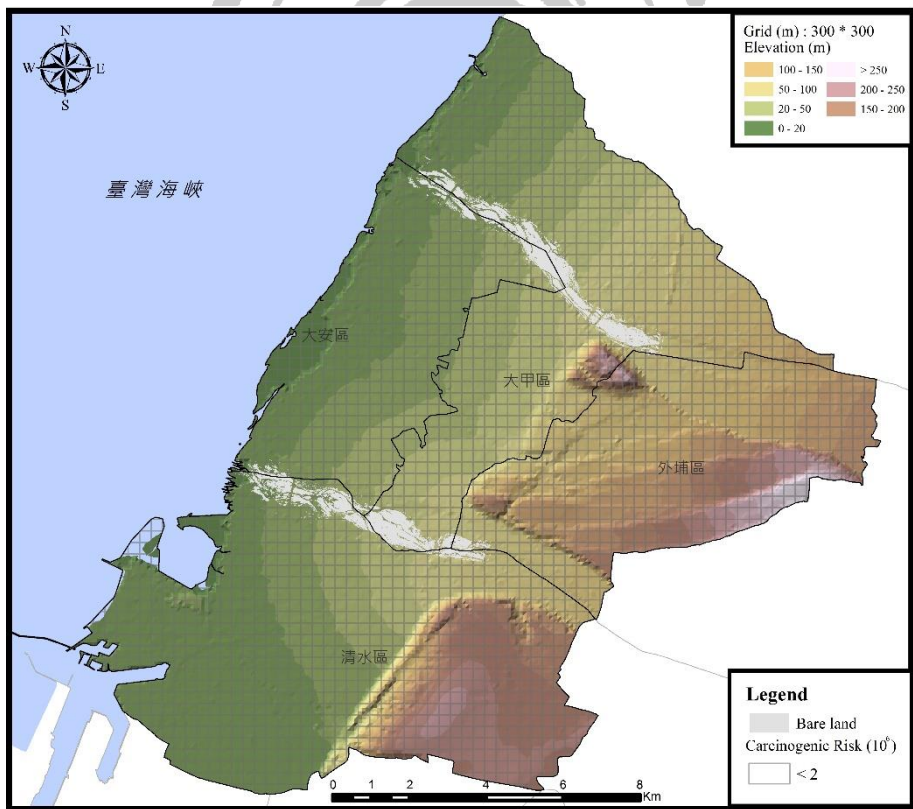 N
W E
S
Grid (m) : 300 * 300
Elevation (m)
100 - 150 > 250
50 - 100 200 - 250
20 - 50 150 - 200
0 - 20
臺灣海峽
大安區
大甲區
外埔區
清水區
Legend
Bare land
Carcinogenic Risk (10⁶)
< 2
0 1 2 4 6 8
Km